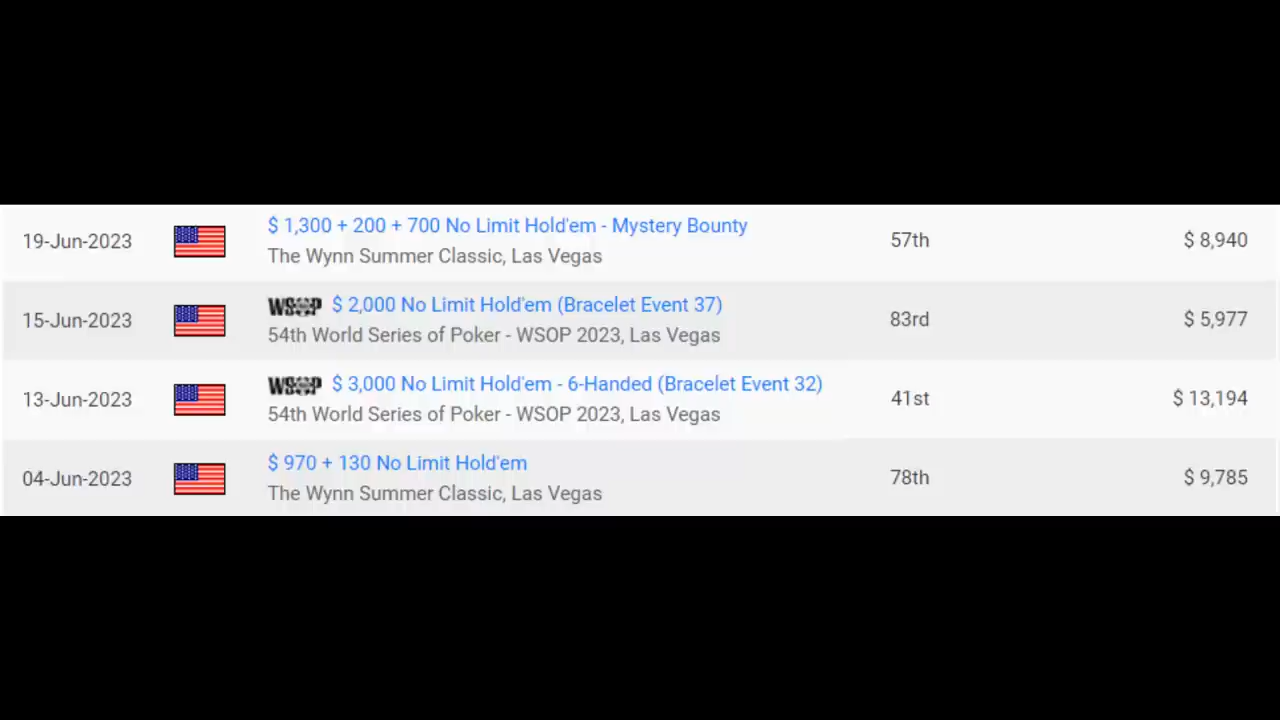 19-Jun-2023 $ 1,300 + 200 + 700 No Limit Hold'em - Mystery Bounty 57th $ 8,940
The Wynn Summer Classic, Las Vegas
15-Jun-2023 WSOP $ 2,000 No Limit Hold'em (Bracelet Event 37) 83rd $ 5,977
54th World Series of Poker - WSOP 2023, Las Vegas
13-Jun-2023 WSOP $ 3,000 No Limit Hold'em - 6-Handed (Bracelet Event 32) 41st $ 13,194
54th World Series of Poker - WSOP 2023, Las Vegas
04-Jun-2023 $ 970 + 130 No Limit Hold'em 78th $ 9,785
The Wynn Summer Classic, Las Vegas